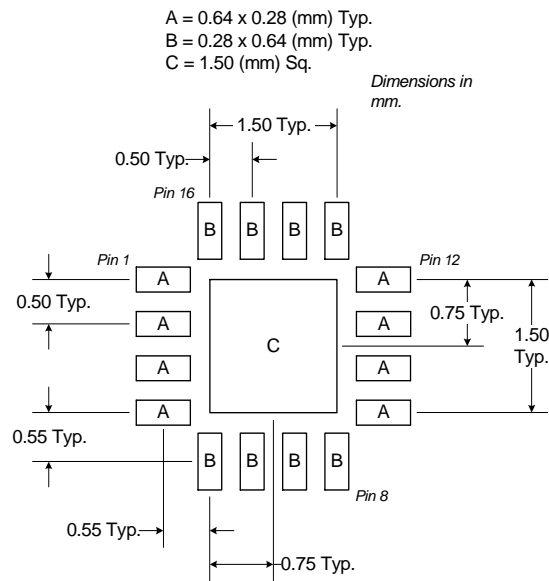 A = 0.64 x 0.28 (mm) Typ.
B = 0.28 x 0.64 (mm) Typ.
C = 1.50 (mm) Sq.
Dimensions in
mm.
1.50 Typ.
0.50 Typ.
Pin 16
B B B B
Pin 1
Pin 12
A A
0.50 Typ.
0.75 Typ.
A A
1.50
Typ.
C
A A
A A
0.55 Typ.
B B B B
Pin 8
0.55 Typ.
0.75 Typ.